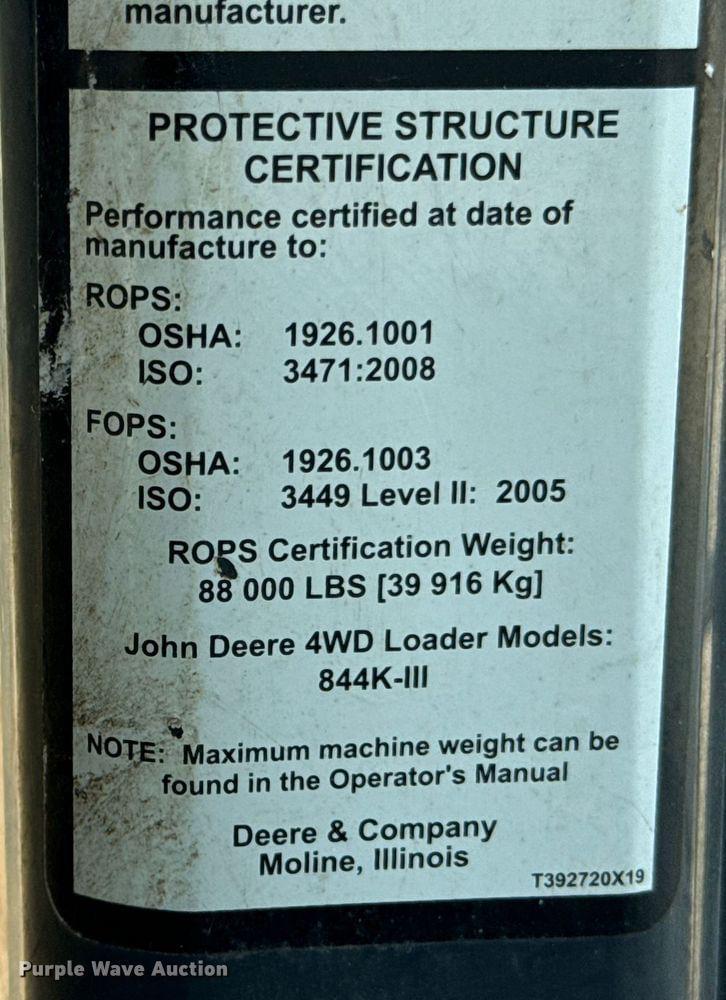 manufacturer.
PROTECTIVE STRUCTURE
CERTIFICATION
Performance certified at date of
manufacture to:
ROPS:
OSHA: 1926.1001
ISO: 3471:2008
FOPS:
OSHA: 1926.1003
ISO: 3449 Level II: 2005
ROPS Certification Weight:
88 000 LBS [39 916 Kg]
John Deere 4WD Loader Models:
844K-III
NOTE: Maximum machine weight can be
found in the Operator's Manual
Deere & Company
Moline, Illinois
T392720X19
Purple Wave Auction